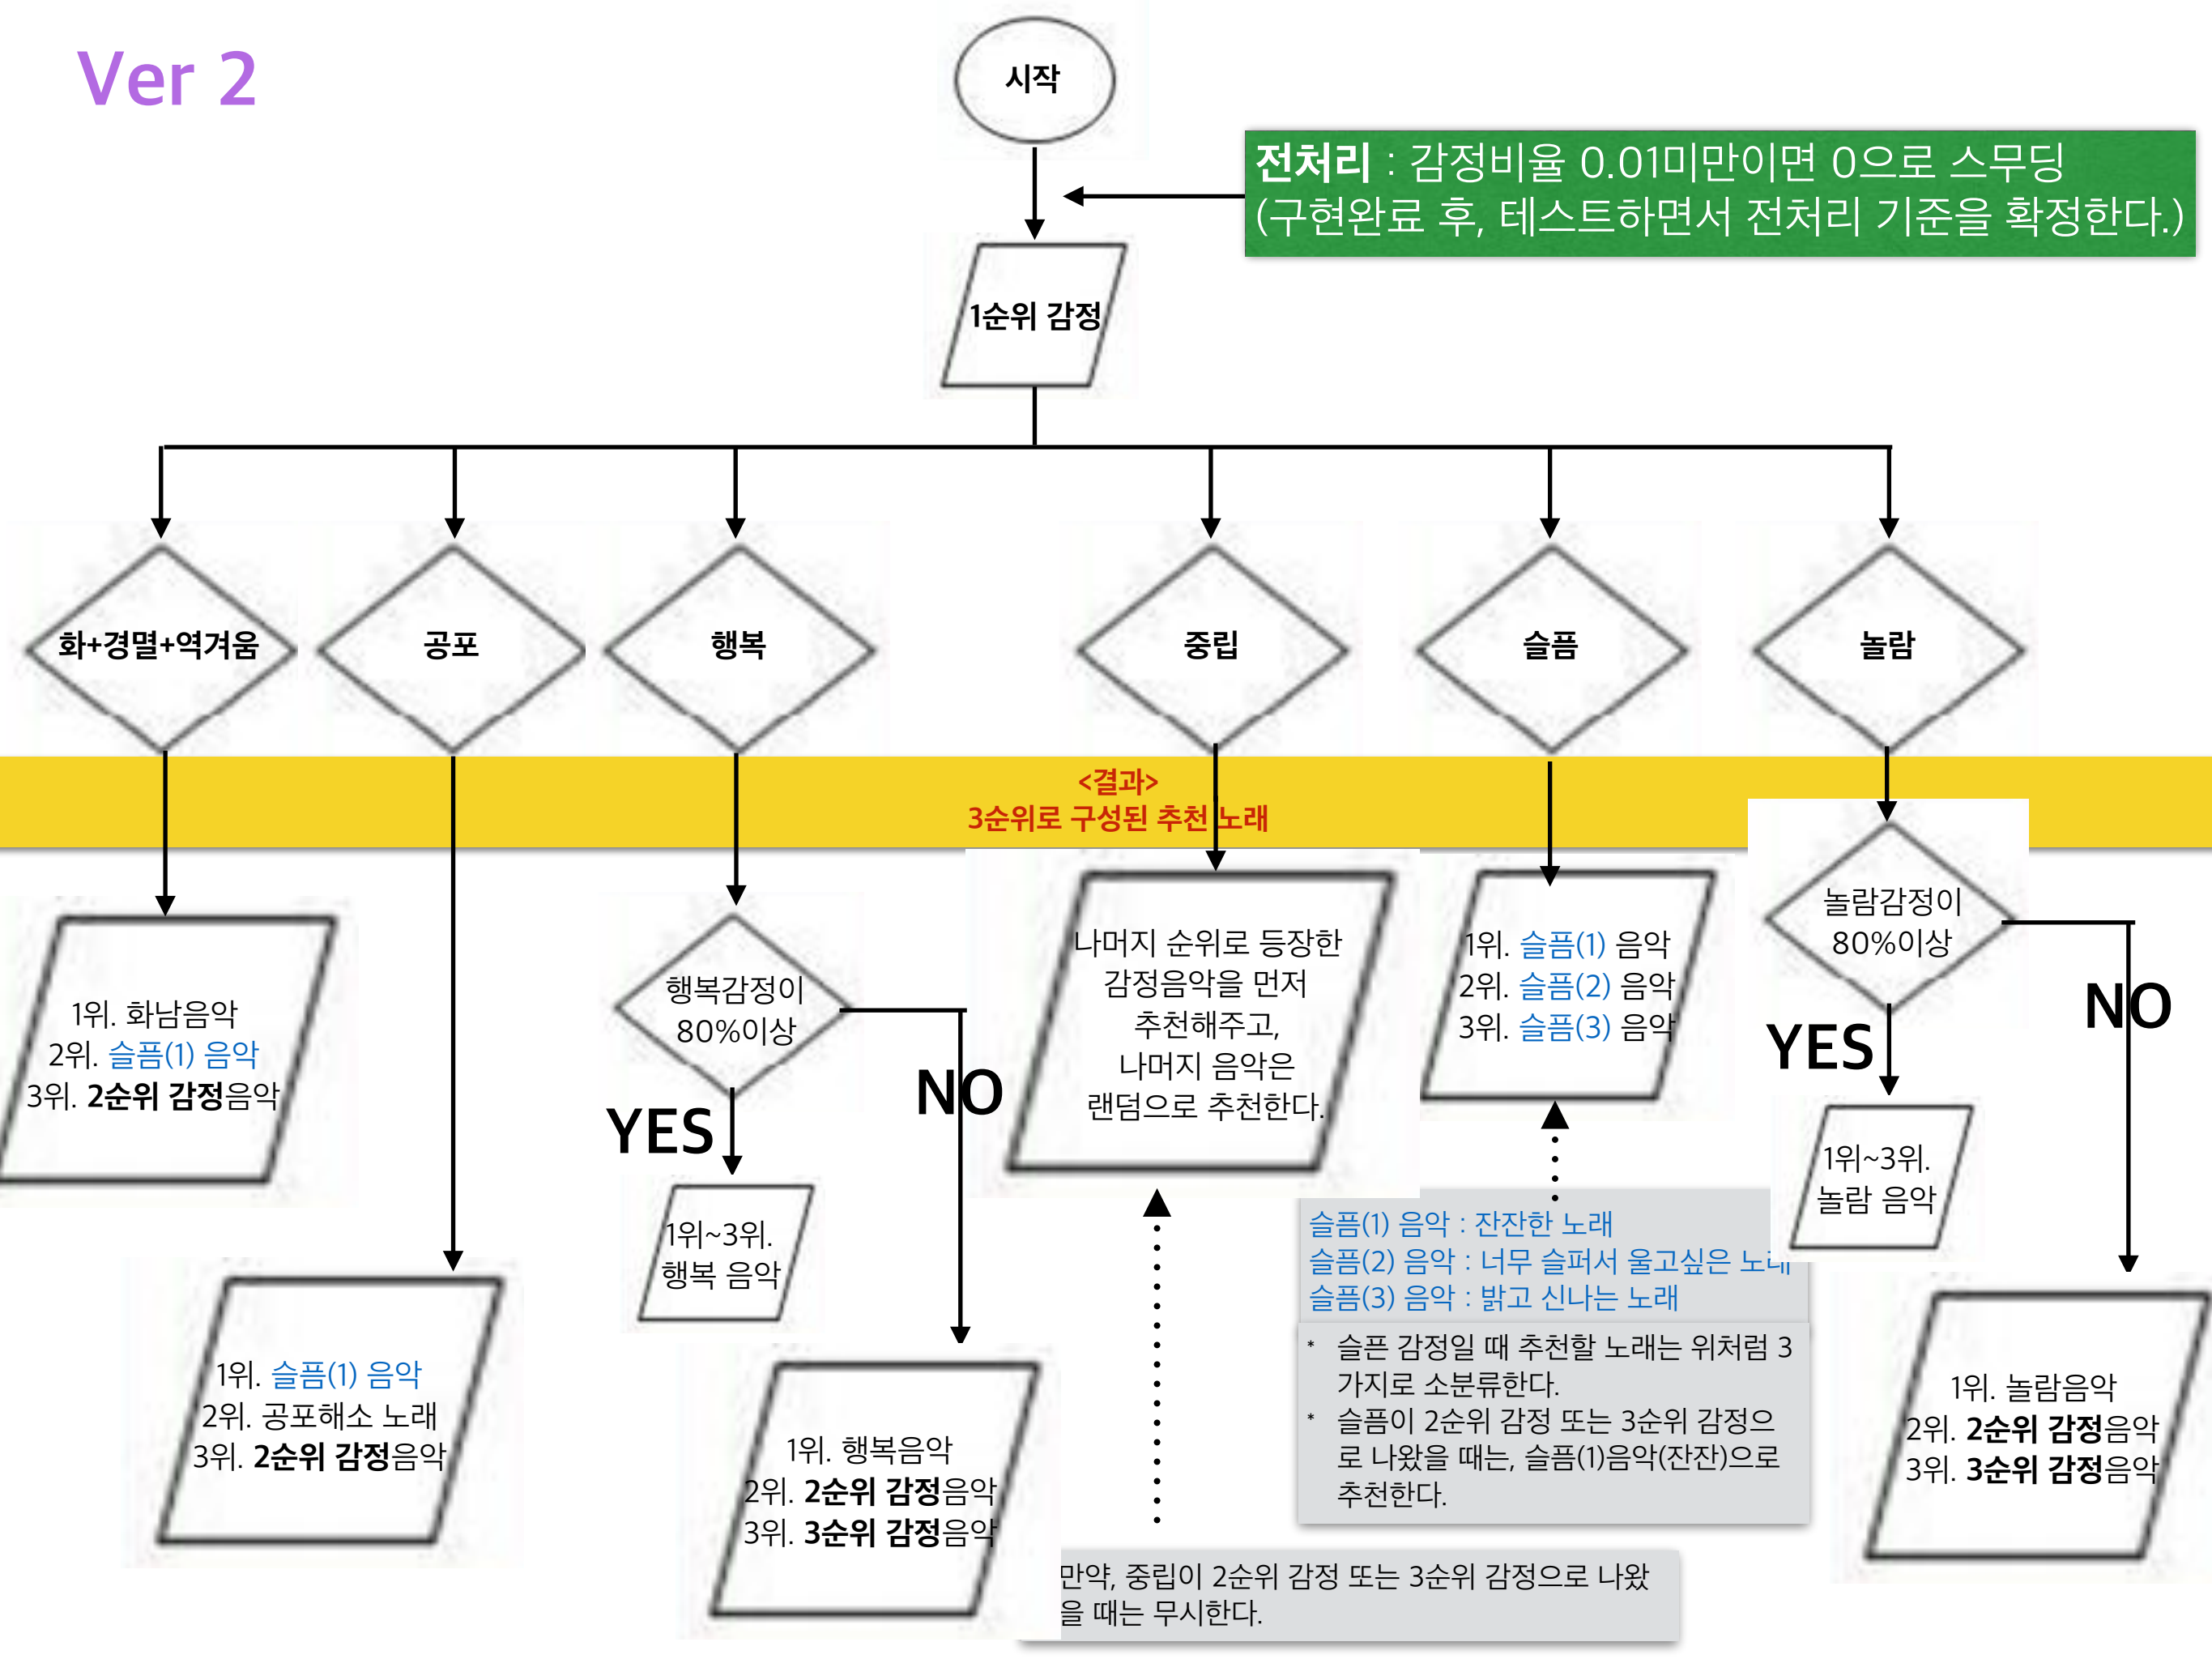 Ver 2
시작
전처리 : 감정비율 0.01미만이면 0으로 스무딩
(구현완료 후, 테스트하면서 전처리 기준을 확정한다.)
1순위 감정
화+경멸+역겨움
공포
행복
중립
슬픔
놀람
<결과>
3순위로 구성된 추천 노래
1위. 화남음악
2위. 슬픔(1) 음악
3위. 2순위 감정음악
1위. 슬픔(1) 음악
2위. 공포해소 노래
3위. 2순위 감정음악
행복감정이
80%이상
YES
NO
1위~3위.
행복 음악
1위. 행복음악
2위. 2순위 감정음악
3위. 3순위 감정음악
나머지 순위로 등장한
감정음악을 먼저
추천해주고,
나머지 음악은
랜덤으로 추천한다.
만약, 중립이 2순위 감정 또는 3순위 감정으로 나왔
을 때는 무시한다.
1위. 슬픔(1) 음악
2위. 슬픔(2) 음악
3위. 슬픔(3) 음악
슬픔(1) 음악 : 잔잔한 노래
슬픔(2) 음악 : 너무 슬퍼서 울고싶은 노래
슬픔(3) 음악 : 밝고 신나는 노래
* 슬픈 감정일 때 추천할 노래는 위처럼 3
가지로 소분류한다.
* 슬픔이 2순위 감정 또는 3순위 감정으
로 나왔을 때는, 슬픔(1)음악(잔잔)으로
추천한다.
놀람감정이
80%이상
YES
NO
1위~3위.
놀람 음악
1위. 놀람음악
2위. 2순위 감정음악
3위. 3순위 감정음악